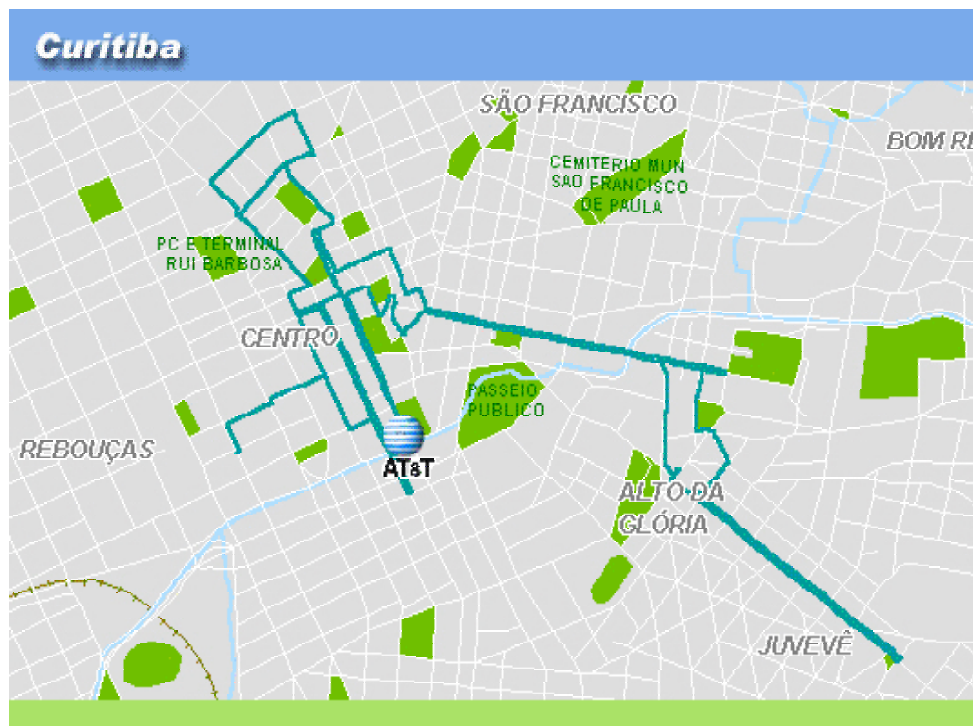 Curitiba
SÃO FRANCISCO
BOM RE
CEMITERIO MUN
SAO FRANCISCO
DE PAULA
PC E TERMINAL
RUI BARBOSA
CENTRO
PASSEIO
PUBLICO
REBOUÇAS
AT&T
ALTO DA
GLÓRIA
JUVEVÊ